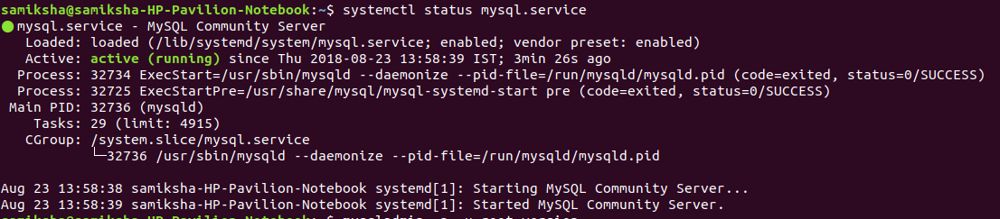 samiksha@samiksha-HP-Pavilion-Notebook:~$ systemctl status mysql.service
● mysql.service - MySQL Community Server
   Loaded: loaded (/lib/systemd/system/mysql.service; enabled; vendor preset: enabled)
   Active: active (running) since Thu 2018-08-23 13:58:39 IST; 3min 26s ago
  Process: 32734 ExecStart=/usr/sbin/mysqld --daemonize --pid-file=/run/mysqld/mysqld.pid (code=exited, status=0/SUCCESS)
  Process: 32725 ExecStartPre=/usr/share/mysql/mysql-systemd-start pre (code=exited, status=0/SUCCESS)
 Main PID: 32736 (mysqld)
    Tasks: 29 (limit: 4915)
   CGroup: /system.slice/mysql.service
           └─32736 /usr/sbin/mysqld --daemonize --pid-file=/run/mysqld/mysqld.pid
Aug 23 13:58:38 samiksha-HP-Pavilion-Notebook systemd[1]: Starting MySQL Community Server...
Aug 23 13:58:39 samiksha-HP-Pavilion-Notebook systemd[1]: Started MySQL Community Server.